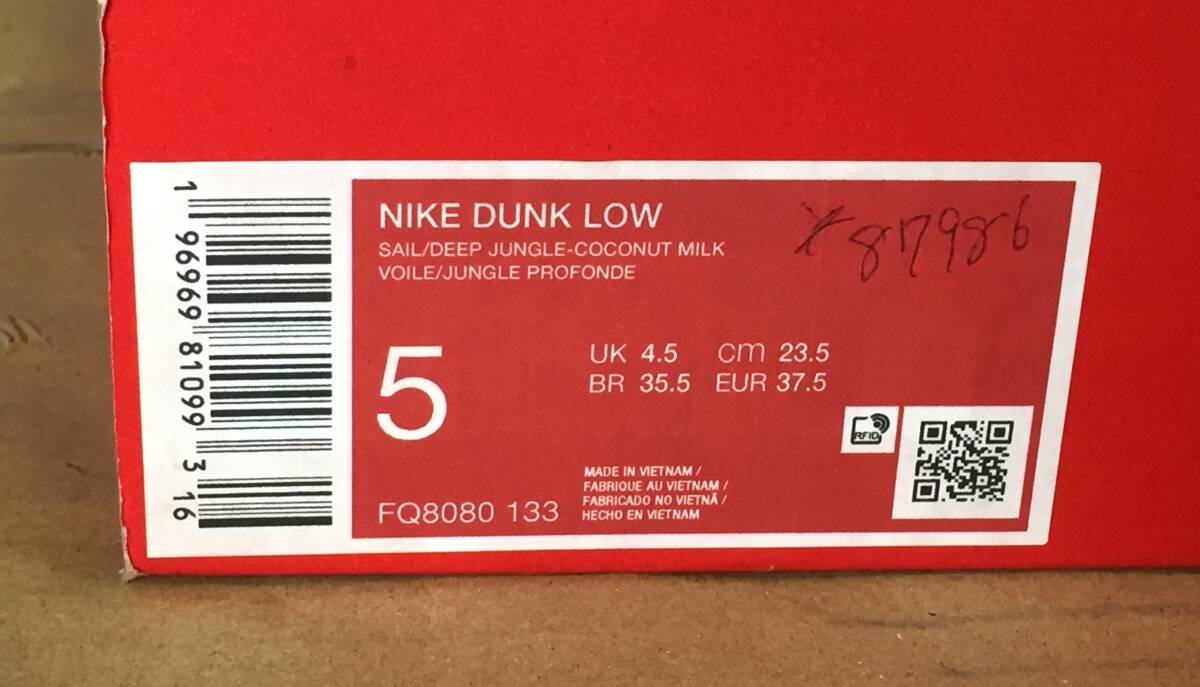 1 96969 81099 3 16
NIKE DUNK LOW
SAIL/DEEP JUNGLE-COCONUT MILK
VOILE/JUNGLE PROFONDE
87986
5
UK 4.5 cm 23.5
BR 35.5 EUR 37.5
RFID
MADE IN VIETNAM /
FABRIQUE AU VIETNAM /
FABRICADO NO VIETNÃ /
HECHO EN VIETNAM
FQ8080 133